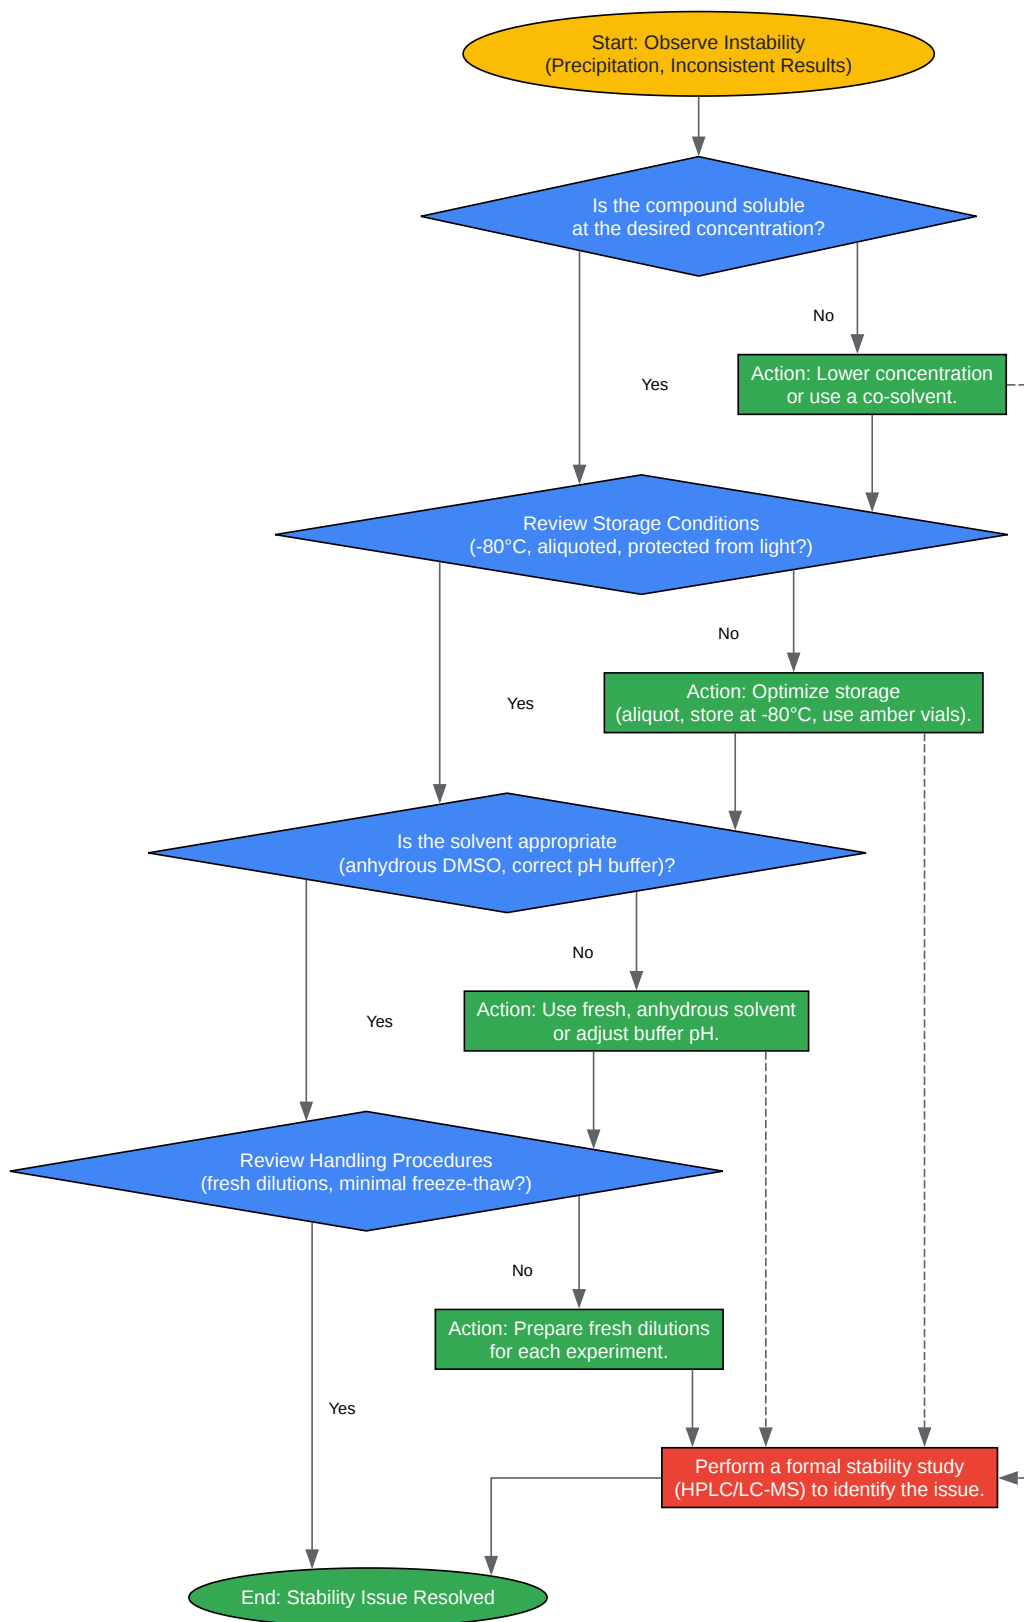 Start: Observe Instability
(Precipitation, Inconsistent Results)
Is the compound soluble
at the desired concentration?
No
Action: Lower concentration
or use a co-solvent.
Yes
Review Storage Conditions
(-80°C, aliquoted, protected from light?)
No
Action: Optimize storage
(aliquot, store at -80°C, use amber vials).
Yes
Is the solvent appropriate
(anhydrous DMSO, correct pH buffer)?
No
Action: Use fresh, anhydrous solvent
or adjust buffer pH.
Yes
Review Handling Procedures
(fresh dilutions, minimal freeze-thaw?)
No
Action: Prepare fresh dilutions
for each experiment.
Yes
Perform a formal stability study
(HPLC/LC-MS) to identify the issue.
End: Stability Issue Resolved